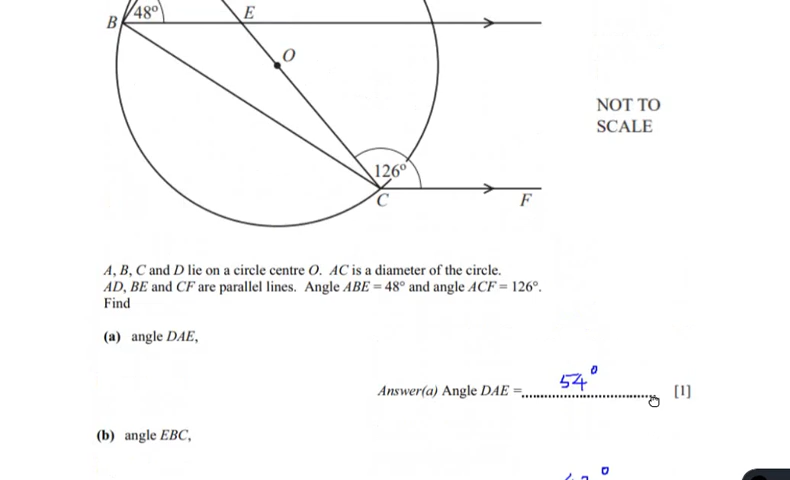 48°
B
E
O
NOT TO
SCALE
126°
C
F
A, B, C and D lie on a circle centre O. AC is a diameter of the circle.
AD, BE and CF are parallel lines. Angle ABE = 48° and angle ACF = 126°.
Find
(a) angle DAE,
54°
Answer(a) Angle DAE = [1]
(b) angle EBC,